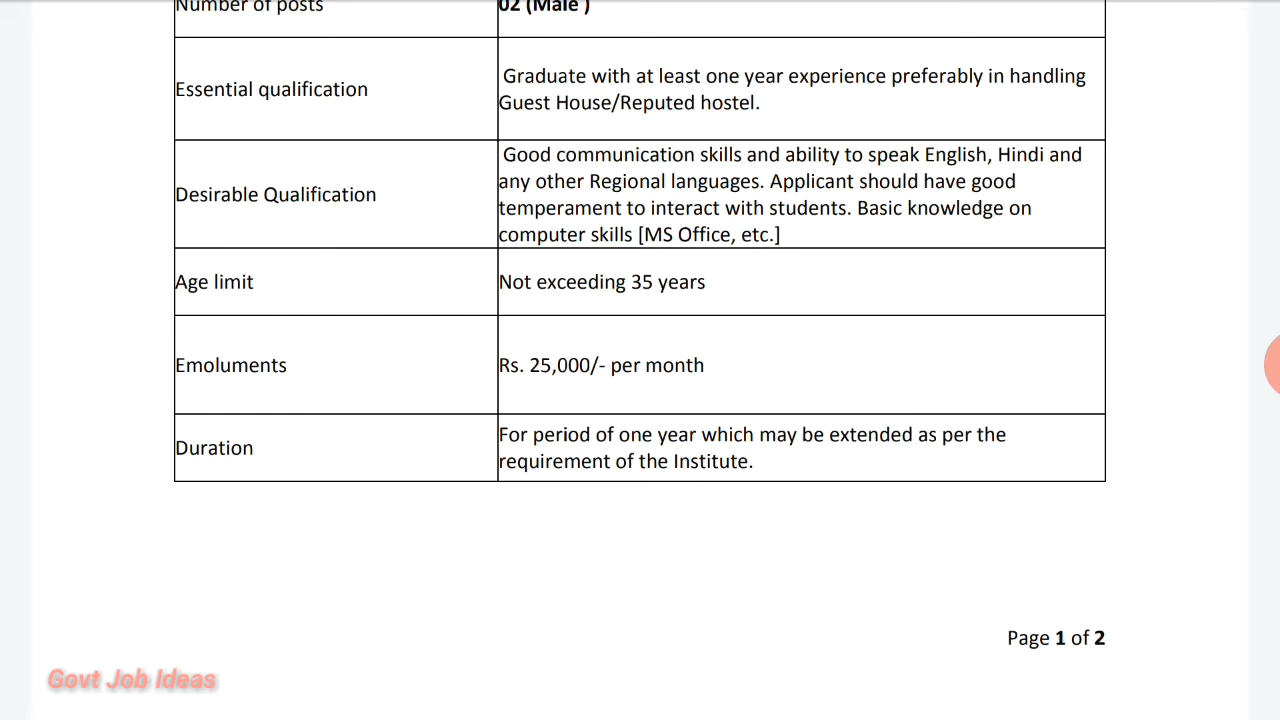 Number of posts
02 (Male )
Essential qualification
Graduate with at least one year experience preferably in handling
Guest House/Reputed hostel.
Desirable Qualification
Good communication skills and ability to speak English, Hindi and
any other Regional languages. Applicant should have good
temperament to interact with students. Basic knowledge on
computer skills [MS Office, etc.]
Age limit
Not exceeding 35 years
Emoluments
Rs. 25,000/- per month
Duration
For period of one year which may be extended as per the
requirement of the Institute.
Page 1 of 2
Govt Job Ideas